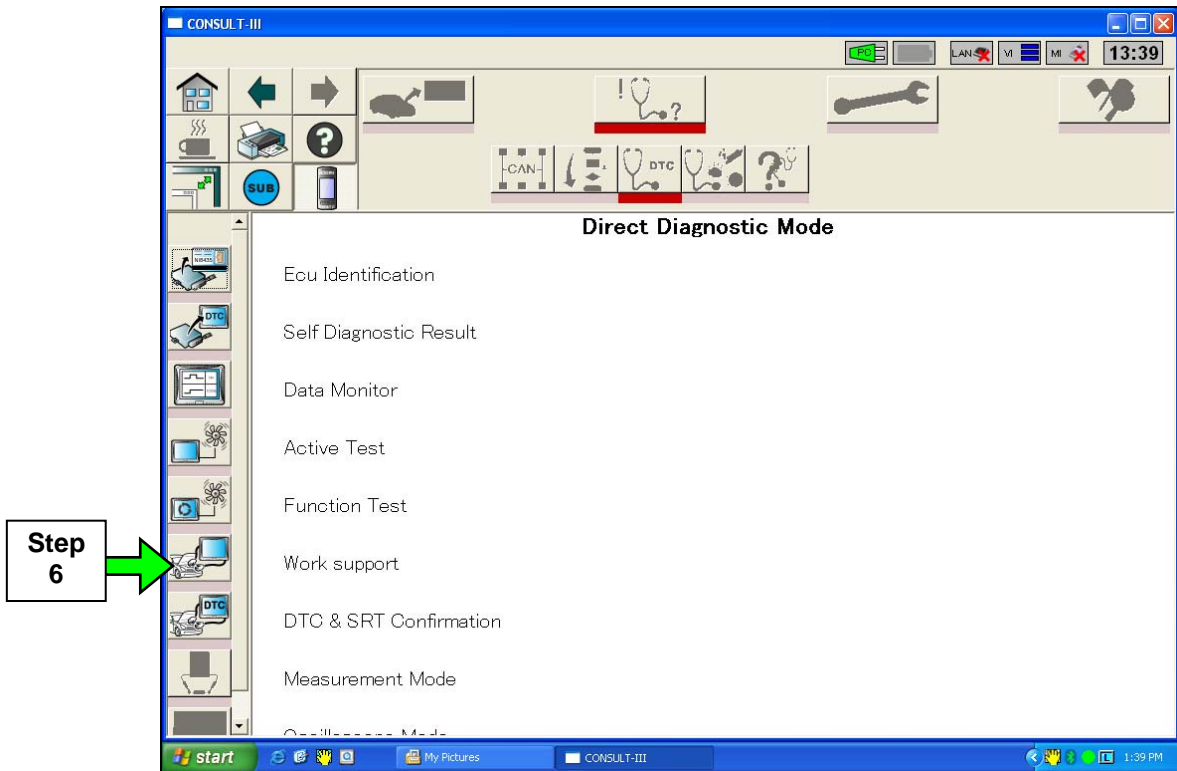 CONSULT-III
PC
LAN VI MI 13:39
! ?
?
-CAN- DTC ?
SUB
Direct Diagnostic Mode
Ecu Identification
DTC
Self Diagnostic Result
Data Monitor
Active Test
Function Test
Step
6
Work support
DTC
DTC & SRT Confirmation
Measurement Mode
start My Pictures CONSULT-III L 1:39 PM